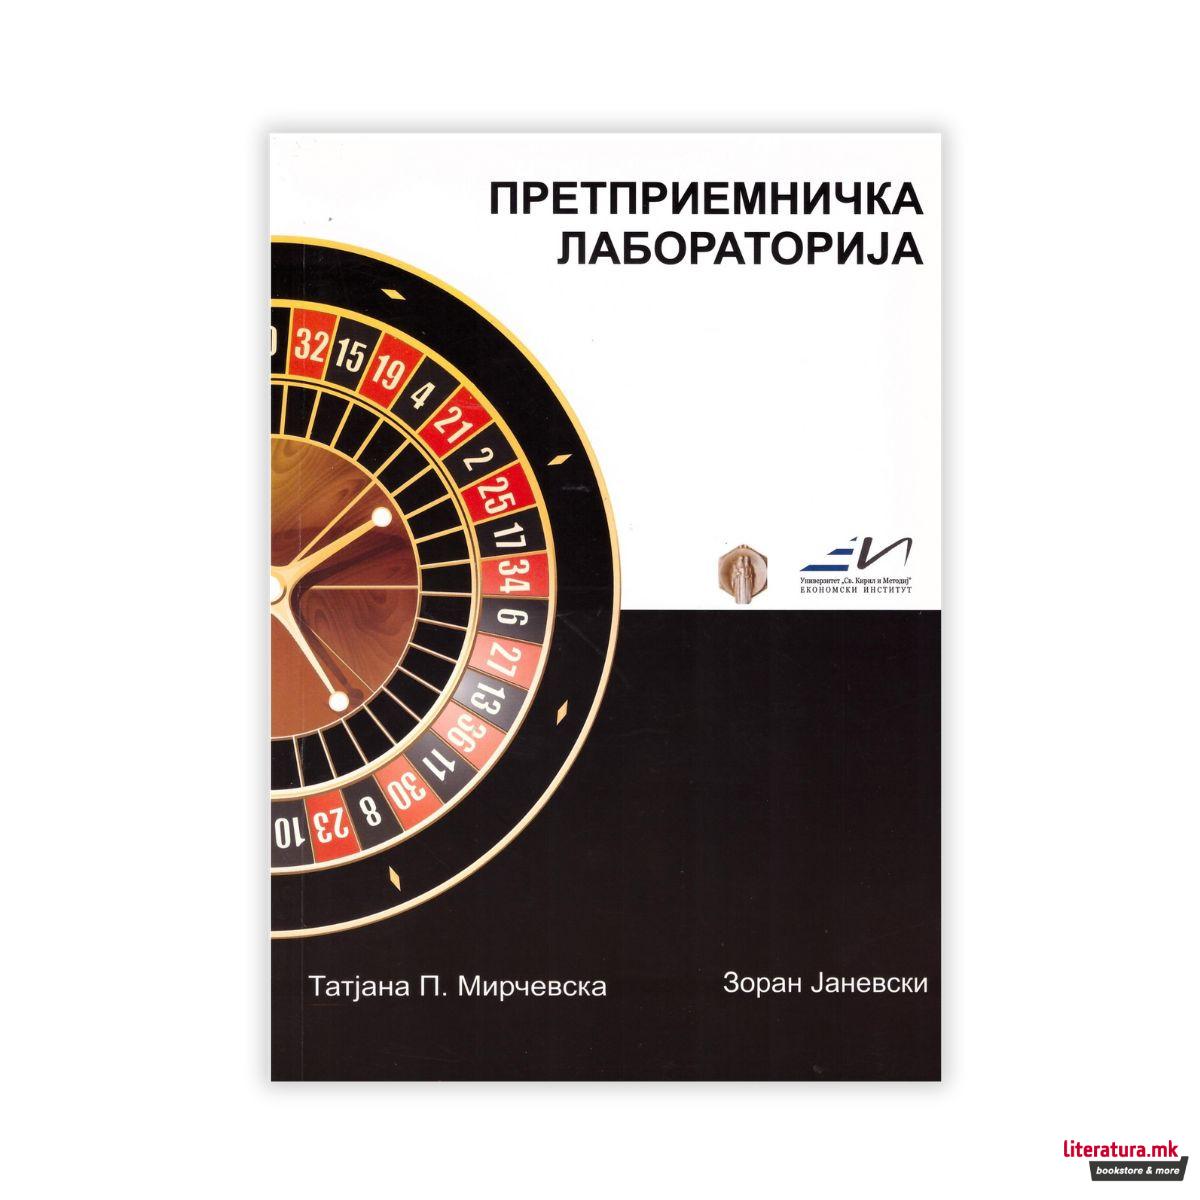 ПРЕТПРИЕМНИЧКА
ЛАБОРАТОРИЈА
32
15
19
4
21
2
25
17
34
6
27
13
36
11
30
8
23
10
ЕИ
Универзитет „Св. Кирил и Методиј“
ЕКОНОМСКИ ИНСТИТУТ
Татјана П. Мирчевска
Зоран Јаневски
literatura.mk
bookstore & more